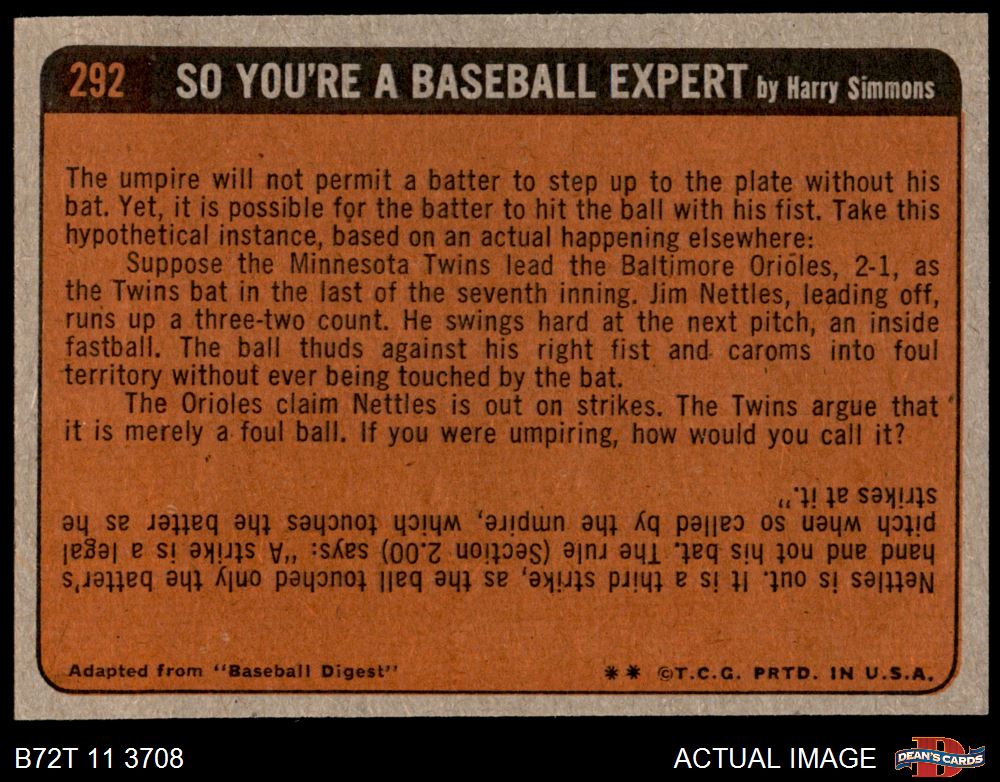 292 SO YOU'RE A BASEBALL EXPERT by Harry Simmons
The umpire will not permit a batter to step up to the plate without his
bat. Yet, it is possible for the batter to hit the ball with his fist. Take this
hypothetical instance, based on an actual happening elsewhere:
Suppose the Minnesota Twins lead the Baltimore Orioles, 2-1, as
the Twins bat in the last of the seventh inning. Jim Nettles, leading off,
runs up a three-two count. He swings hard at the next pitch, an inside
fastball. The ball thuds against his right fist and caroms into foul
territory without ever being touched by the bat.
The Orioles claim Nettles is out on strikes. The Twins argue that
it is merely a foul ball. If you were umpiring, how would you call it?
Nettles is out. It is a third strike, as the ball touched only the batter's
hand and not his bat. The rule (Section 2.00) says: "A strike is a legal
pitch when so called by the umpire, which touches the batter as he
strikes at it."
Adapted from "Baseball Digest"
** ©T.C.G. PRTD. IN U.S.A.
B72T 11 3708
ACTUAL IMAGE
D
DEAN'S CARDS